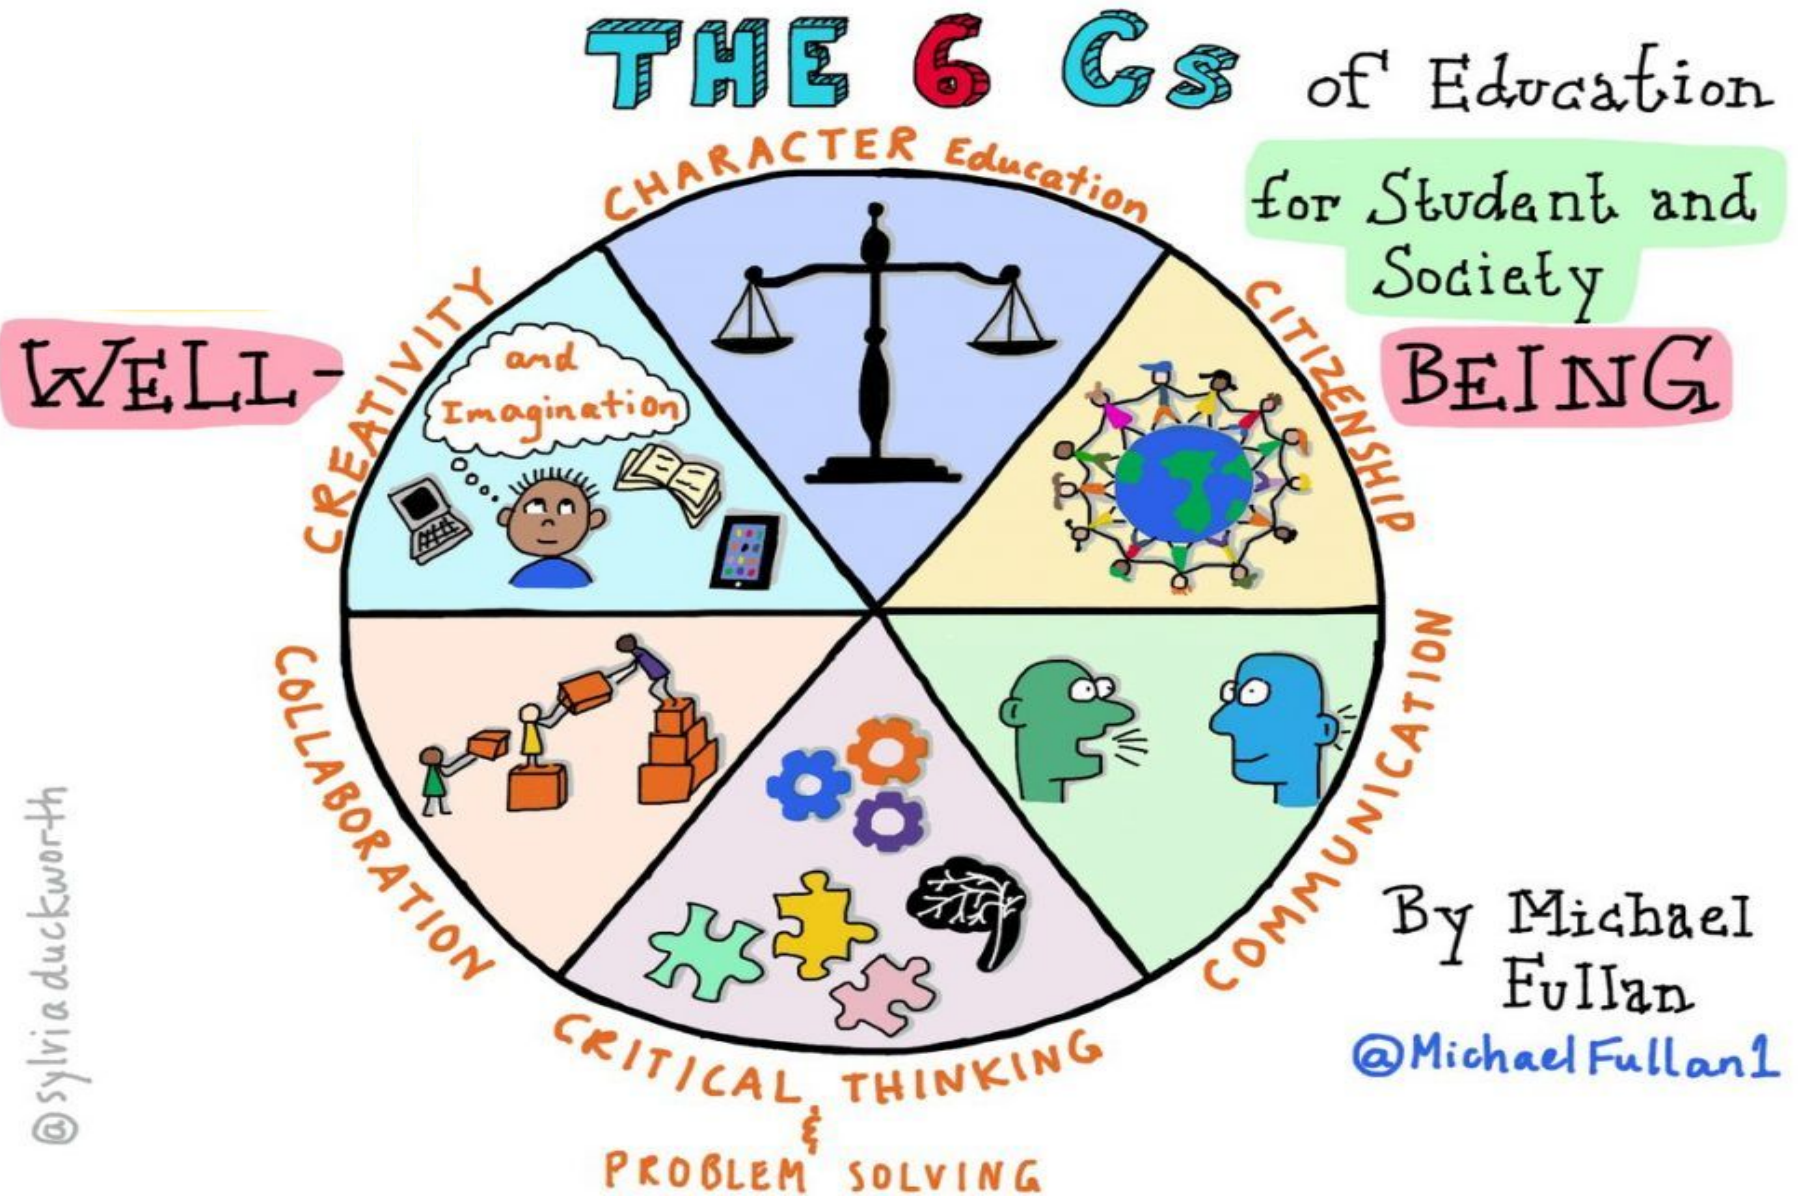 THE 6 Cs of Education
for Student and
Society
WELL-
BEING
CHARACTER Education
CITIZENSHIP
CREATIVITY
and
Imagination
COLLABORATION
COMMUNICATION
CRITICAL THINKING
&
PROBLEM SOLVING
By Michael
Fullan
@MichaelFullan1
@sylviaduckworth